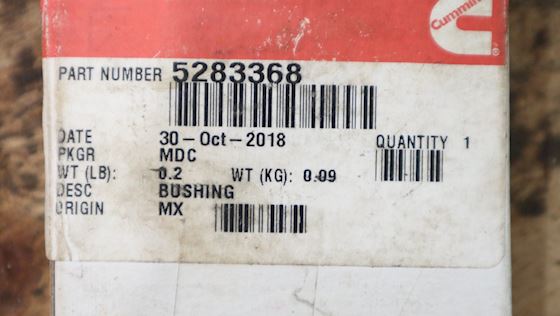 Cummins
PART NUMBER 5283368
DATE 30-Oct-2018 QUANTITY 1
PKGR MDC
WT (LB): 0.2 WT (KG): 0.09
DESC BUSHING
ORIGIN MX